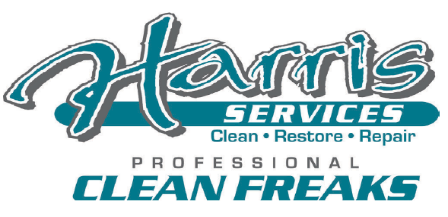 Harris
SERVICES
Clean • Restore • Repair
PROFESSIONAL
CLEAN FREAKS